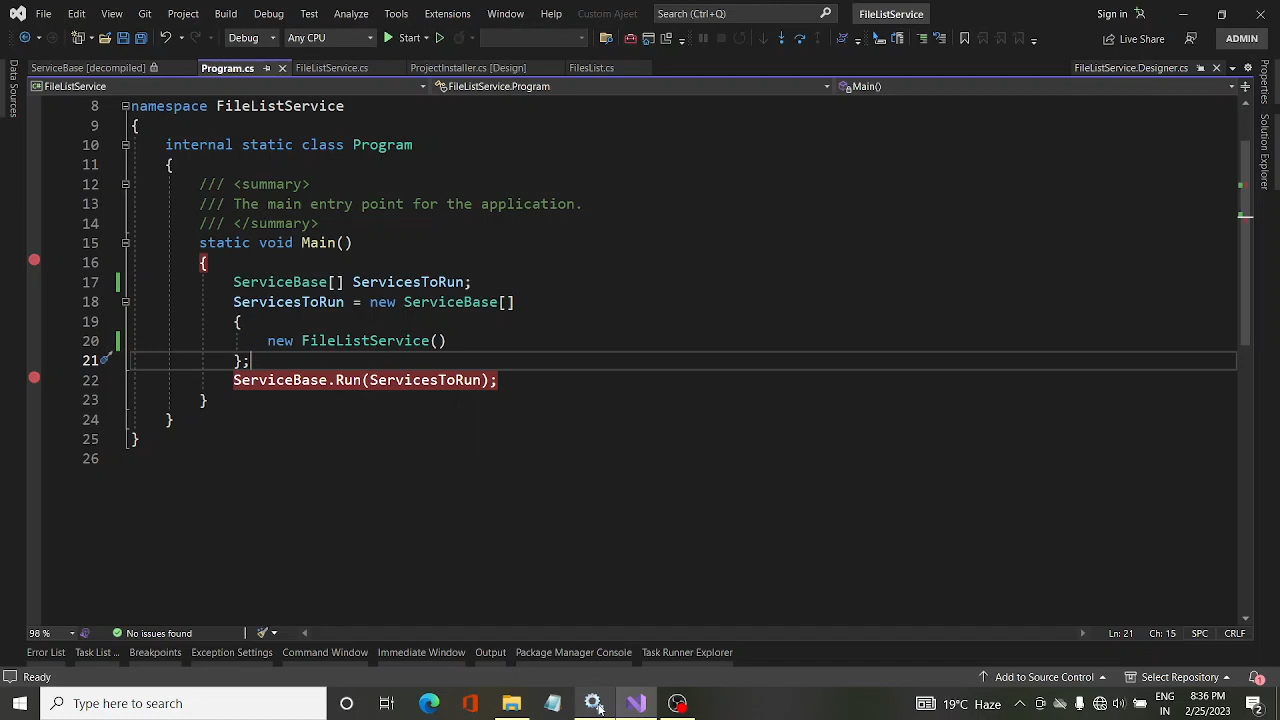 File Edit View Git Project Build Debug Test Analyze Tools Extensions Window Help Custom Ajeet Search (Ctrl+Q) FileListService Sign in
Debug Any CPU Start Live Share ADMIN
ServiceBase [decompiled] Program.cs FileListService.cs ProjectInstaller.cs [Design] FilesList.cs FileListService.Designer.cs
FileListService FileListService.Program Main()
Data Sources
Properties
Solution Explorer
8 namespace FileListService
9 {
10 internal static class Program
11 {
12 /// <summary>
13 /// The main entry point for the application.
14 /// </summary>
15 static void Main()
16 {
17 ServiceBase[] ServicesToRun;
18 ServicesToRun = new ServiceBase[]
19 {
20 new FileListService()
21 };
22 ServiceBase.Run(ServicesToRun);
23 }
24 }
25 }
26
98 % No issues found Ln: 21 Ch: 15 SPC CRLF
Error List Task List ... Breakpoints Exception Settings Command Window Immediate Window Output Package Manager Console Task Runner Explorer
Ready Add to Source Control Select Repository 1
Type here to search 19°C Haze ENG 8:36 PM
IN 2/25/2023 2